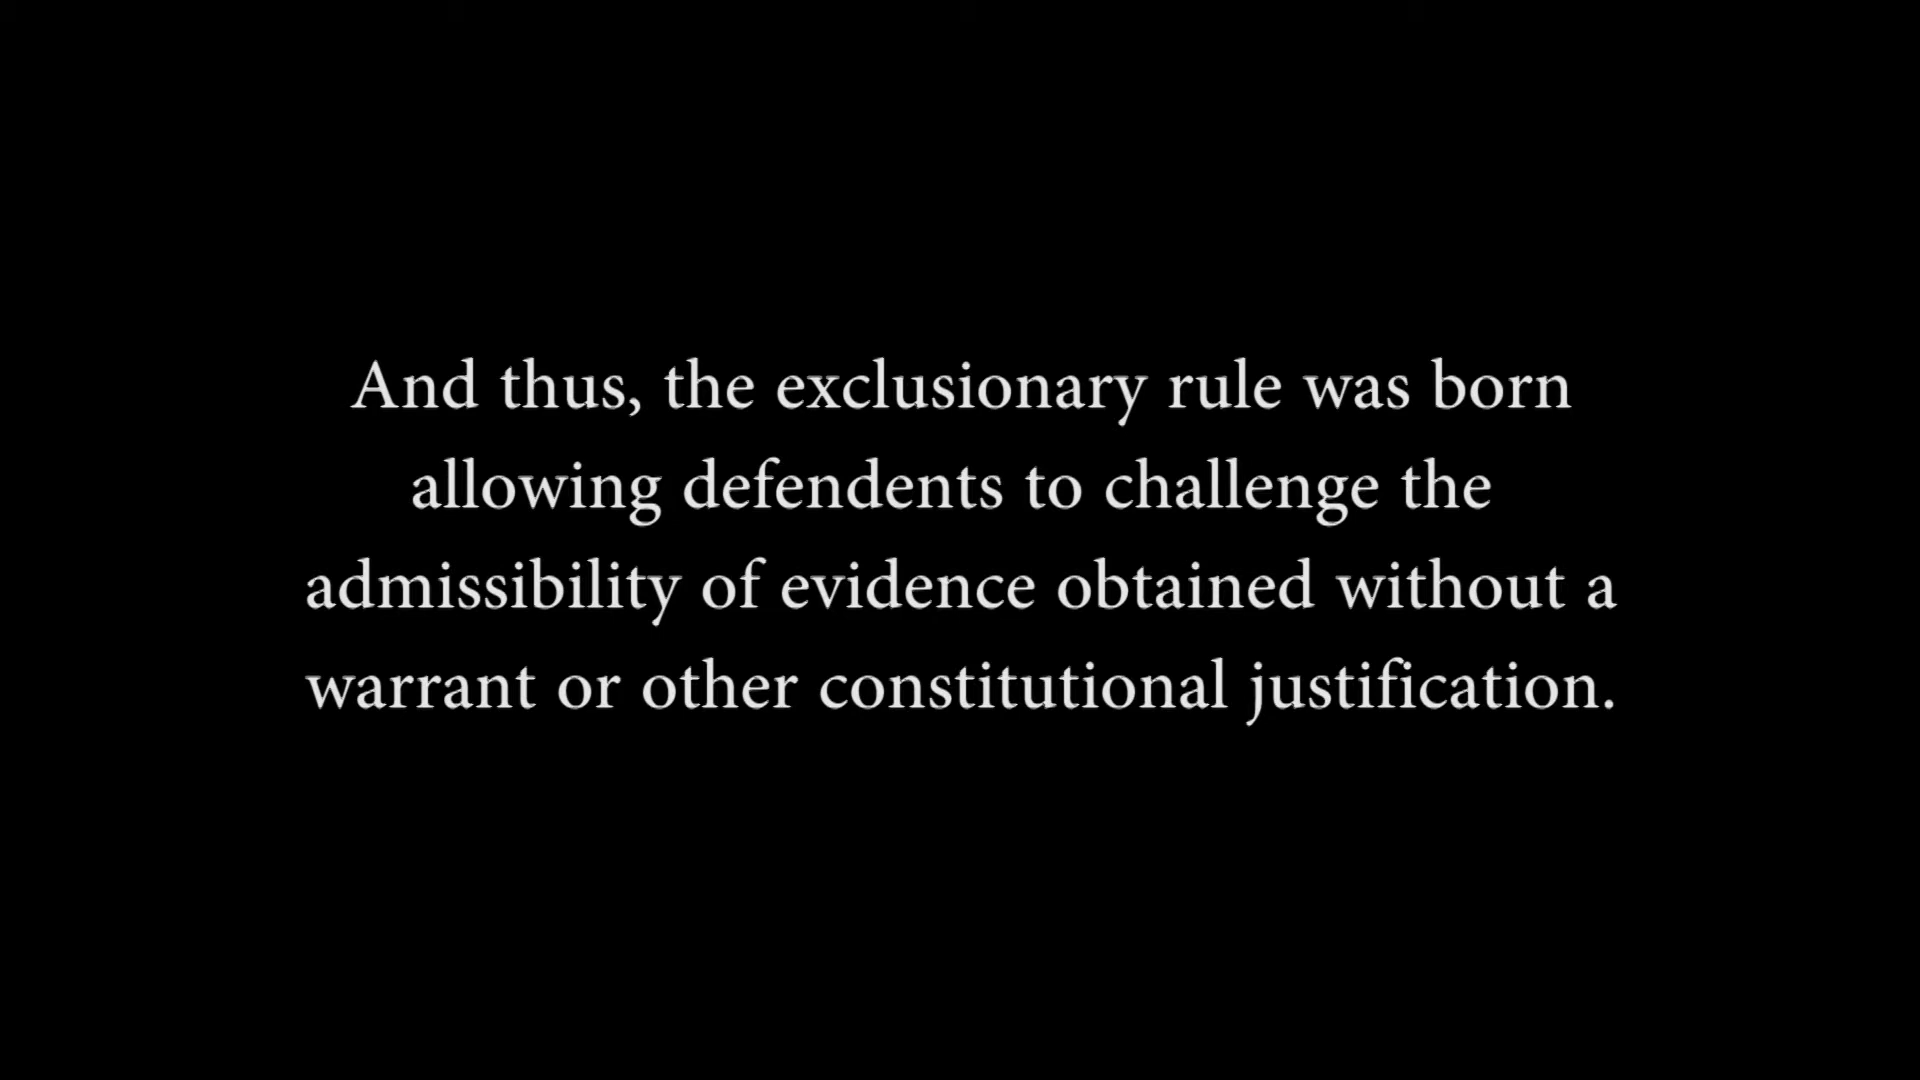 And thus, the exclusionary rule was born
allowing defendents to challenge the
admissibility of evidence obtained without a
warrant or other constitutional justification.